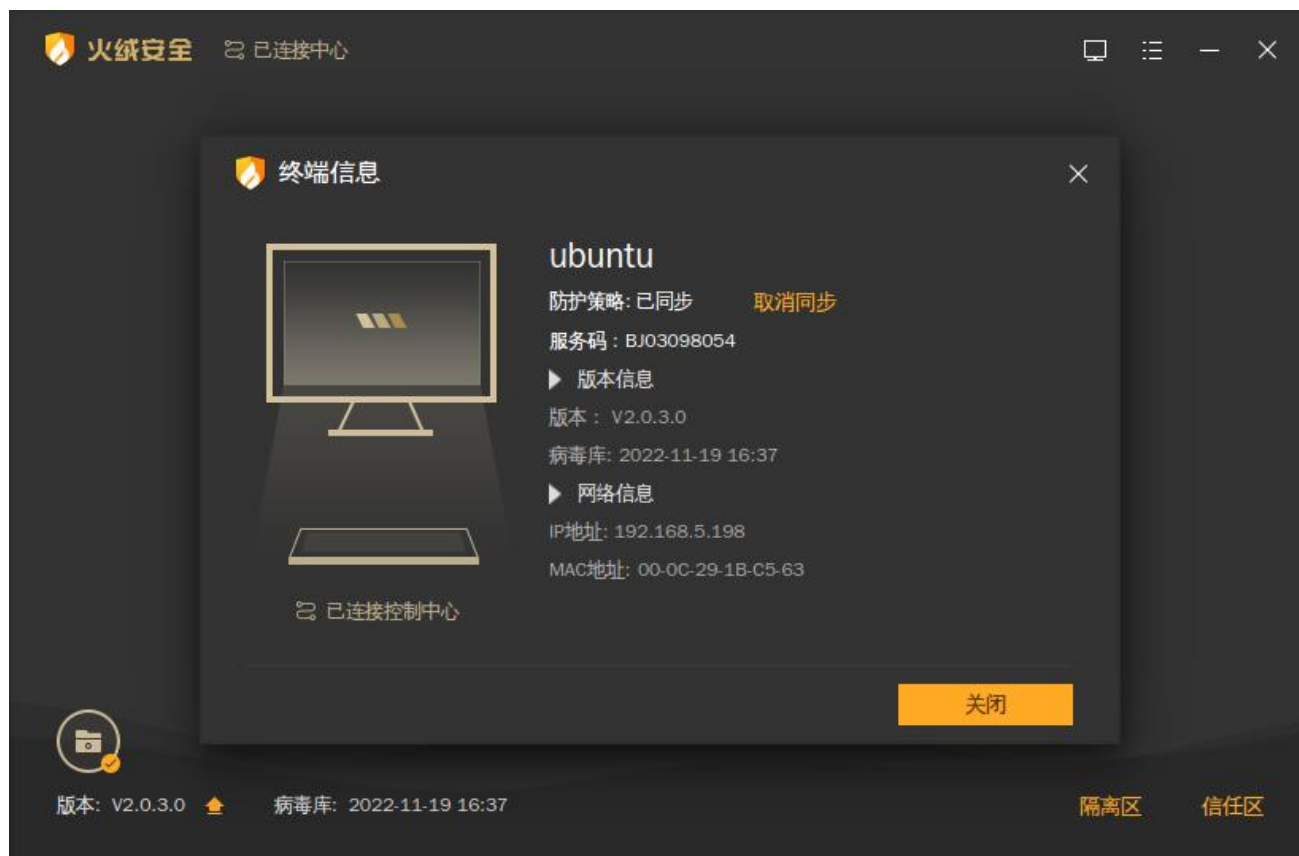 火绒安全 已连接中心
终端信息
ubuntu
防护策略: 已同步 取消同步
服务码 : BJ03098054
版本信息
版本 : V2.0.3.0
病毒库: 2022-11-19 16:37
网络信息
IP地址: 192.168.5.198
MAC地址: 00-0C-29-1B-C5-63
已连接控制中心
关闭
版本: V2.0.3.0 病毒库: 2022-11-19 16:37 隔离区 信任区